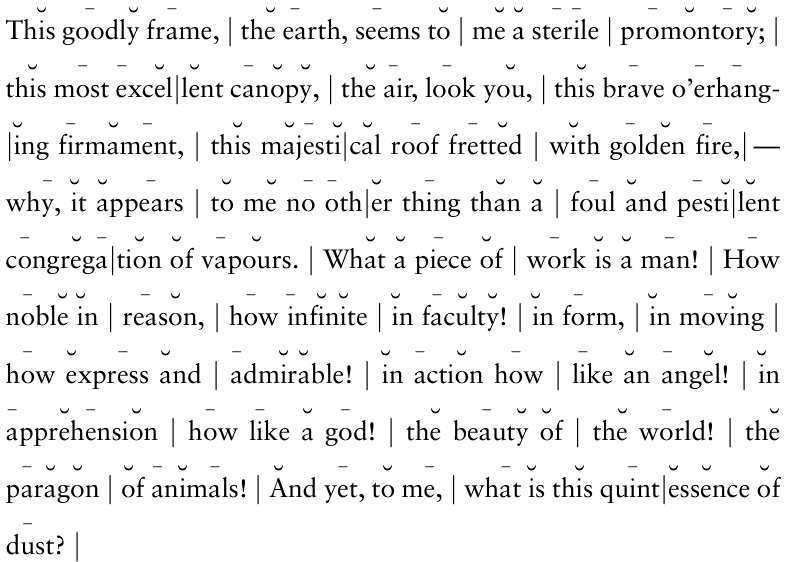 This goodly frame, | the earth, seems to | me a sterile | promontory; |
this most excel|lent canopy, | the air, look you, | this brave o’erhang-
|ing firmament, | this majesti|cal roof fretted | with golden fire,|—
why, it appears | to me no oth|er thing than a | foul and pesti|lent
congrega|tion of vapours. | What a piece of | work is a man! | How
noble in | reason, | how infinite | in faculty! | in form, | in moving |
how express and | admirable! | in action how | like an angel! | in
apprehension | how like a god! | the beauty of | the world! | the
paragon | of animals! | And yet, to me, | what is this quint|essence of
dust? |